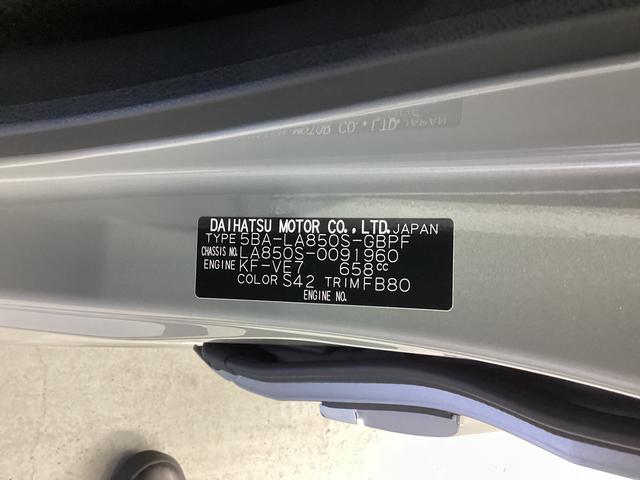 DAIHATSU MOTOR CO., LTD. JAPAN
TYPE 5BA-LA850S-GBPF
CHASSIS NO. LA850S-0091960
ENGINE KF-VE7 658cc
COLOR S42 TRIM FB80
ENGINE NO.